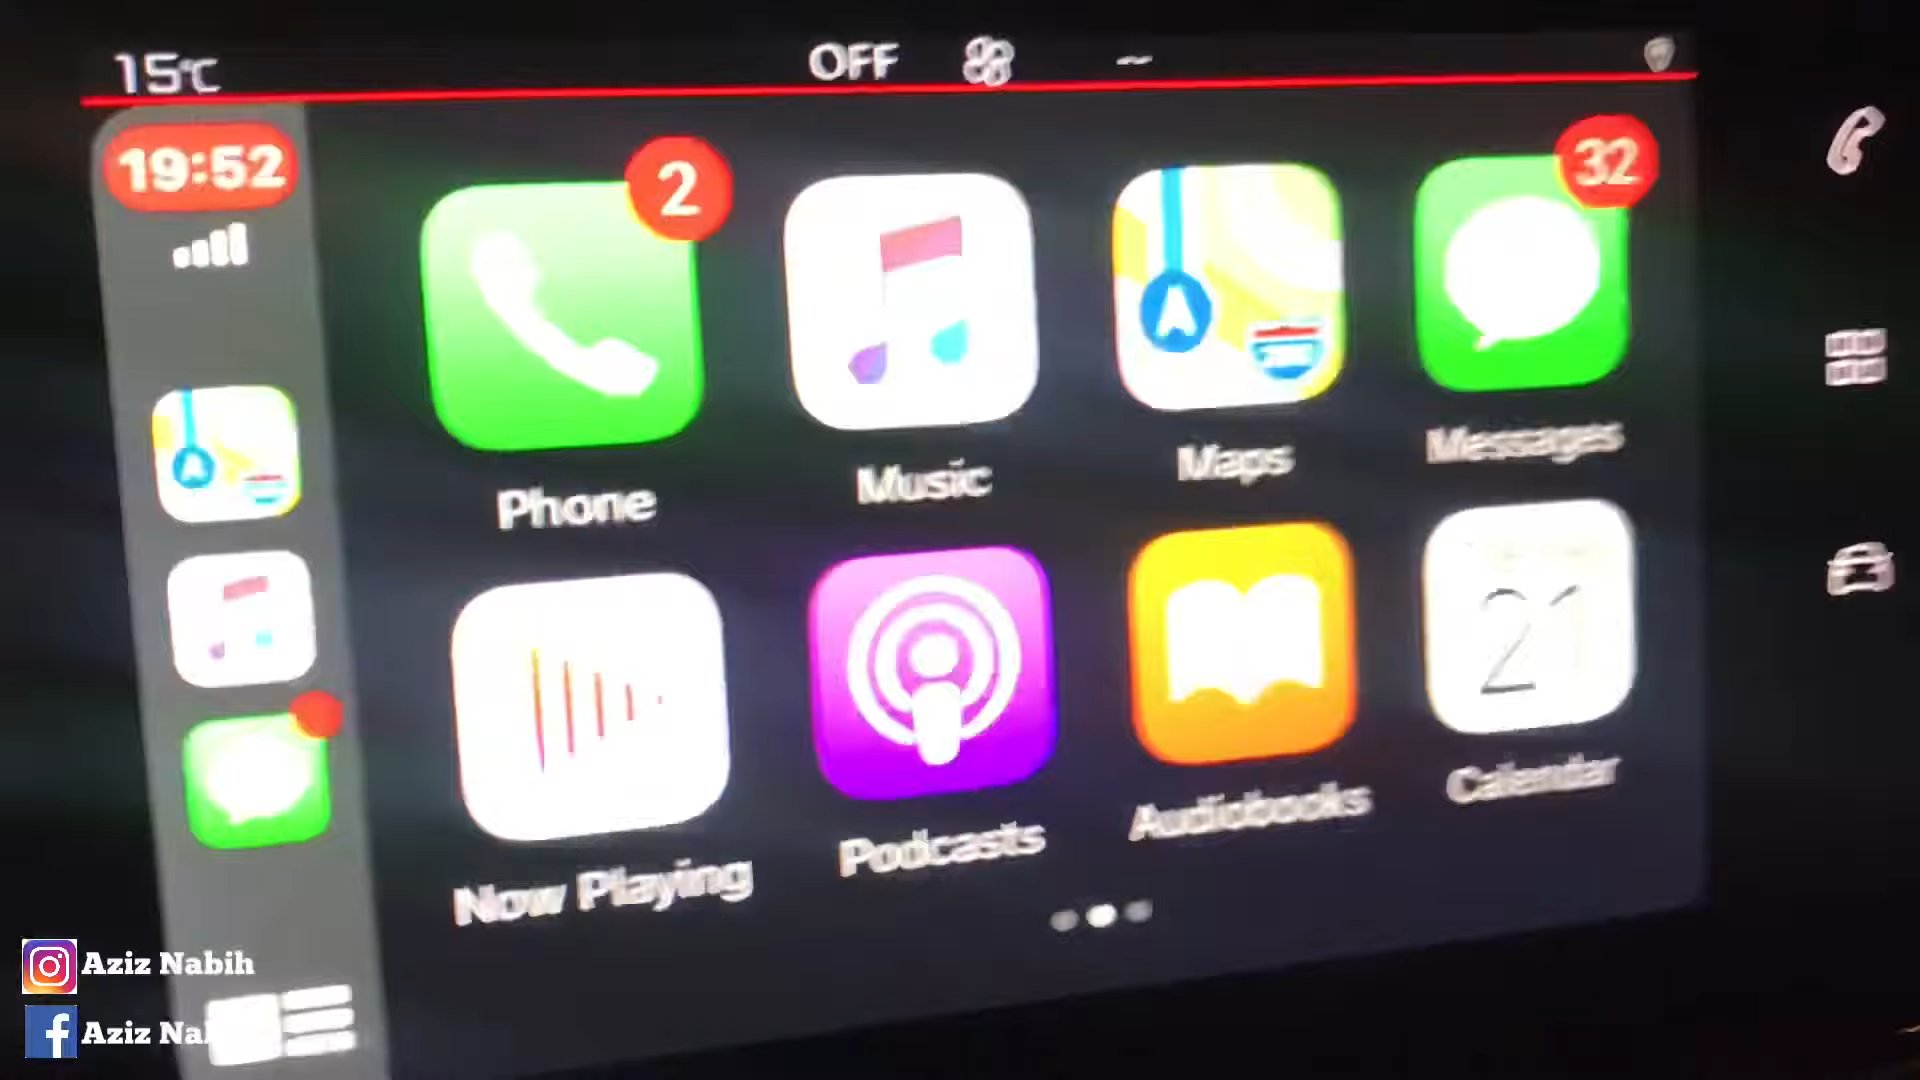 15°C OFF --
19:52
2
32
Phone Music Maps Messages
21
Now Playing Podcasts Audiobooks Calendar
Aziz Nabih
Aziz